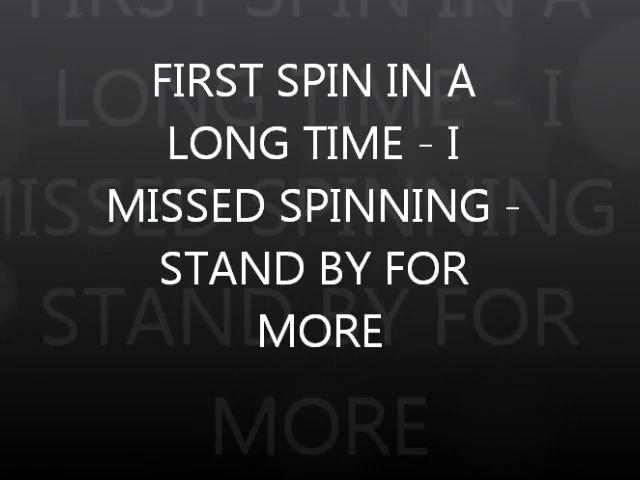 FIRST SPIN IN A
LONG TIME - I
MISSED SPINNING -
STAND BY FOR
MORE